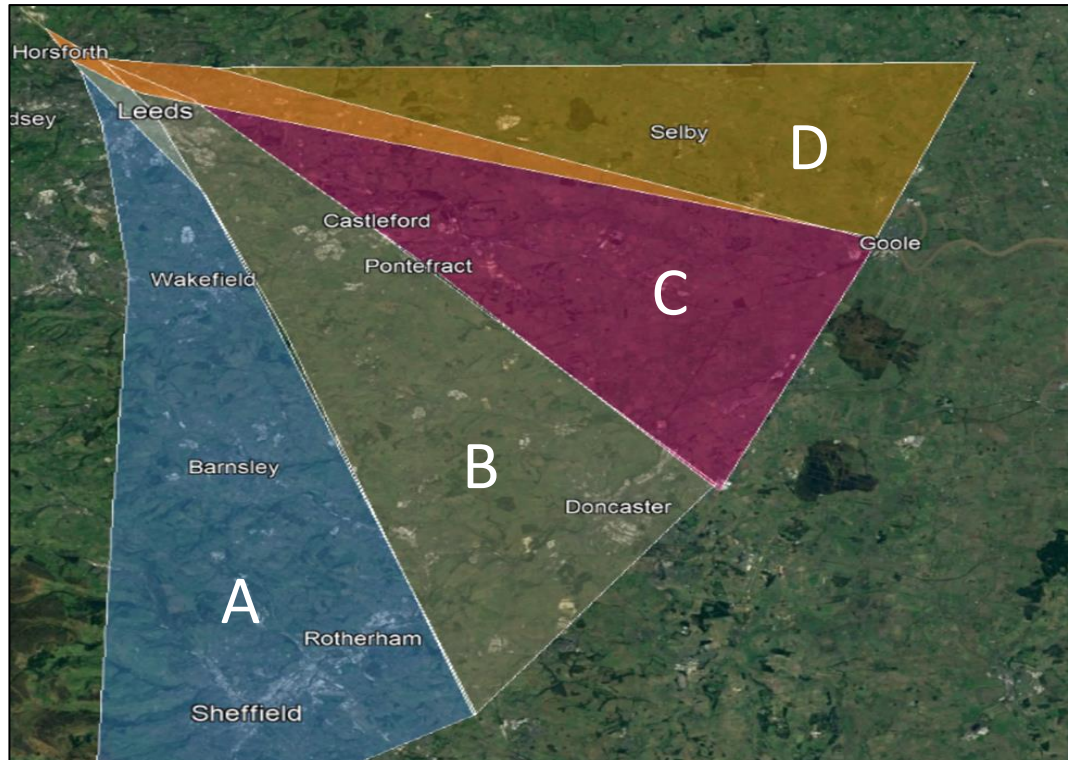 Horsforth
Leeds
dsey
Selby
D
Castleford
Goole
Pontefract
Wakefield
C
Barnsley
B
Doncaster
A
Rotherham
Sheffield